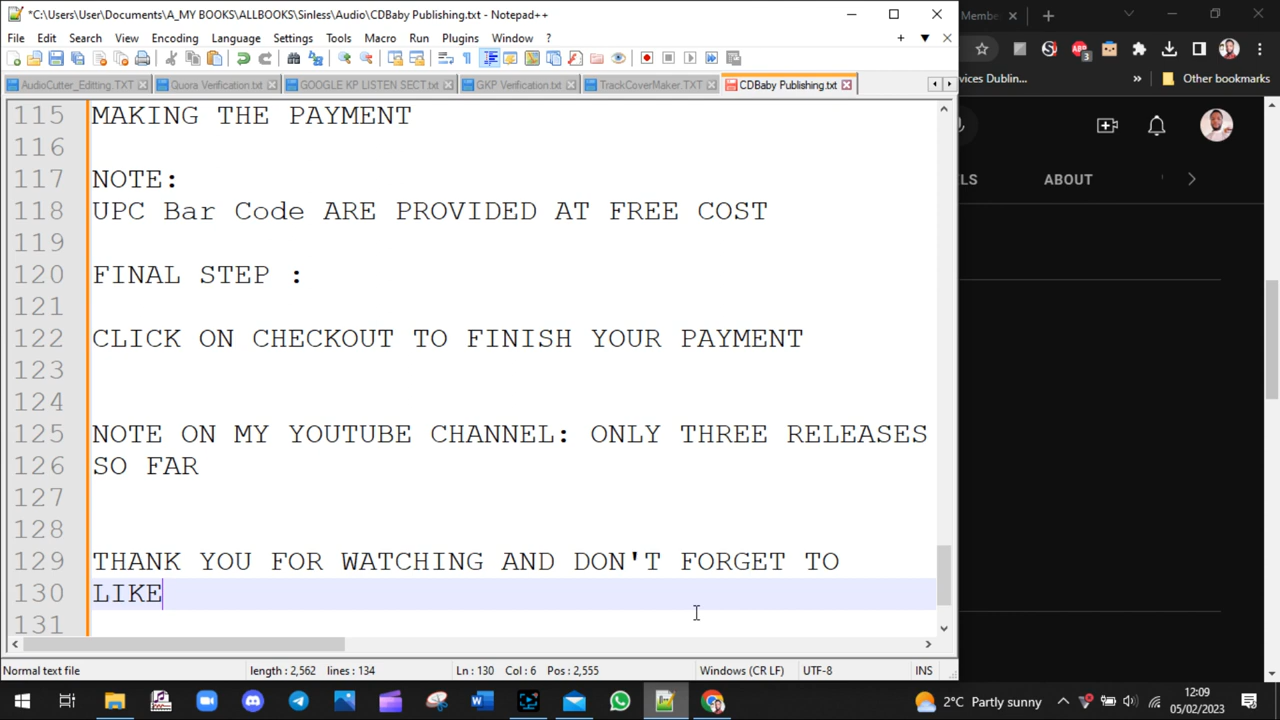 *C:\Users\User\Documents\A_MY BOOKS\ALLBOOKS\Sinless\Audio\CDBaby Publishing.txt - Notepad++
File Edit Search View Encoding Language Settings Tools Macro Run Plugins Window ?
AudioCutter_Editting.TXT Quora Verification.txt GOOGLE KP LISTEN SECT.txt GKP Verification.txt TrackCoverMaker.TXT CDBaby Publishing.txt
115 MAKING THE PAYMENT
116
117 NOTE:
118 UPC Bar Code ARE PROVIDED AT FREE COST
119
120 FINAL STEP :
121
122 CLICK ON CHECKOUT TO FINISH YOUR PAYMENT
123
124
125 NOTE ON MY YOUTUBE CHANNEL: ONLY THREE RELEASES
126 SO FAR
127
128
129 THANK YOU FOR WATCHING AND DON'T FORGET TO
130 LIKE
131
Normal text file length : 2,562 lines : 134 Ln : 130 Col : 6 Pos : 2,555 Windows (CR LF) UTF-8 INS
Membe
3
vices Dublin... » Other bookmarks
LS ABOUT
2°C Partly sunny
12:09
05/02/2023